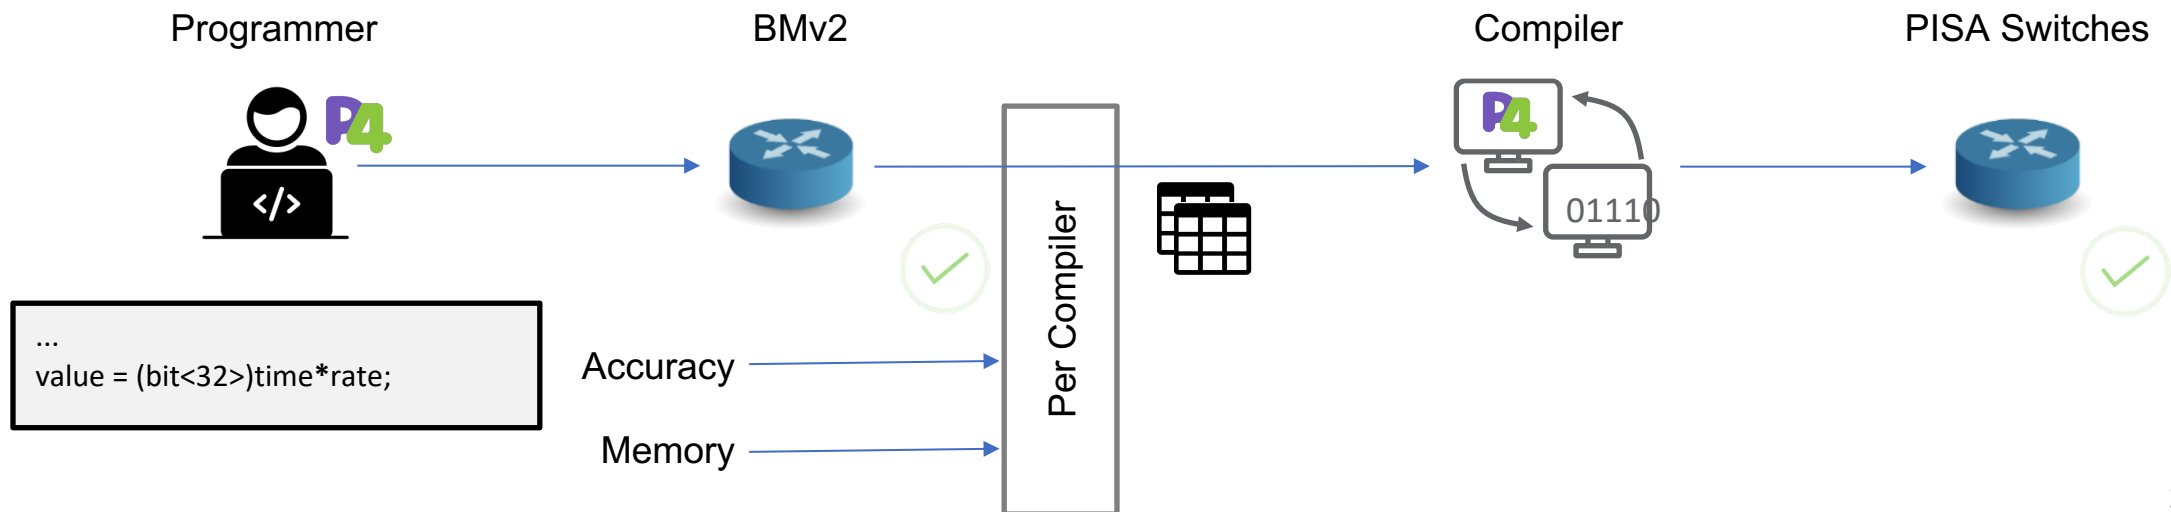 Programmer
BMv2
Compiler
PISA Switches
P4
</>
P4
01110
Per Compiler
...
value = (bit<32>)time*rate;
Accuracy
Memory